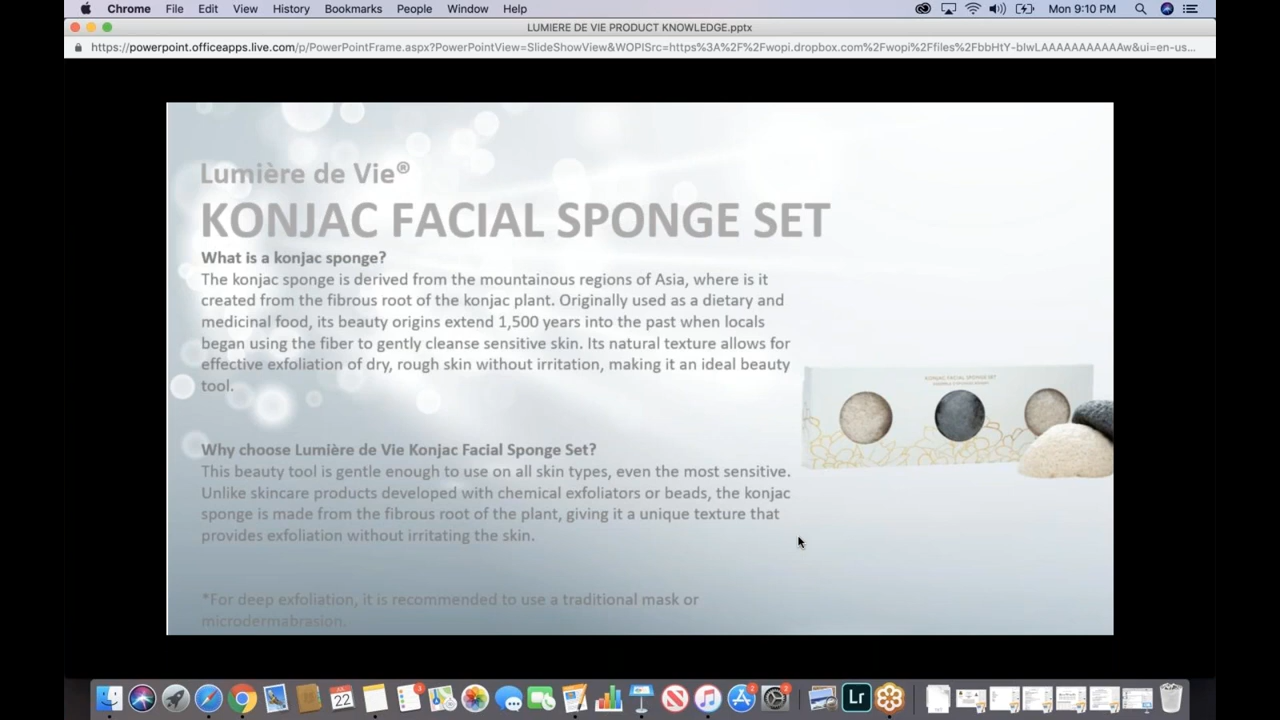 Chrome File Edit View History Bookmarks People Window Help Mon 9:10 PM
LUMIERE DE VIE PRODUCT KNOWLEDGE.pptx
https://powerpoint.officeapps.live.com/p/PowerPointFrame.aspx?PowerPointView=SlideShowView&WOPISrc=https%3A%2F%2Fwopi.dropbox.com%2Fwopi%2Ffiles%2FbbHtY-bIwLAAAAAAAAAAAw&ui=en-us...
Lumière de Vie®
KONJAC FACIAL SPONGE SET
What is a konjac sponge?
The konjac sponge is derived from the mountainous regions of Asia, where is it
created from the fibrous root of the konjac plant. Originally used as a dietary and
medicinal food, its beauty origins extend 1,500 years into the past when locals
began using the fiber to gently cleanse sensitive skin. Its natural texture allows for
effective exfoliation of dry, rough skin without irritation, making it an ideal beauty
tool.
KONJAC FACIAL SPONGE SET
Why choose Lumière de Vie Konjac Facial Sponge Set?
This beauty tool is gentle enough to use on all skin types, even the most sensitive.
Unlike skincare products developed with chemical exfoliators or beads, the konjac
sponge is made from the fibrous root of the plant, giving it a unique texture that
provides exfoliation without irritating the skin.
*For deep exfoliation, it is recommended to use a traditional mask or
microdermabrasion.
22
Lr